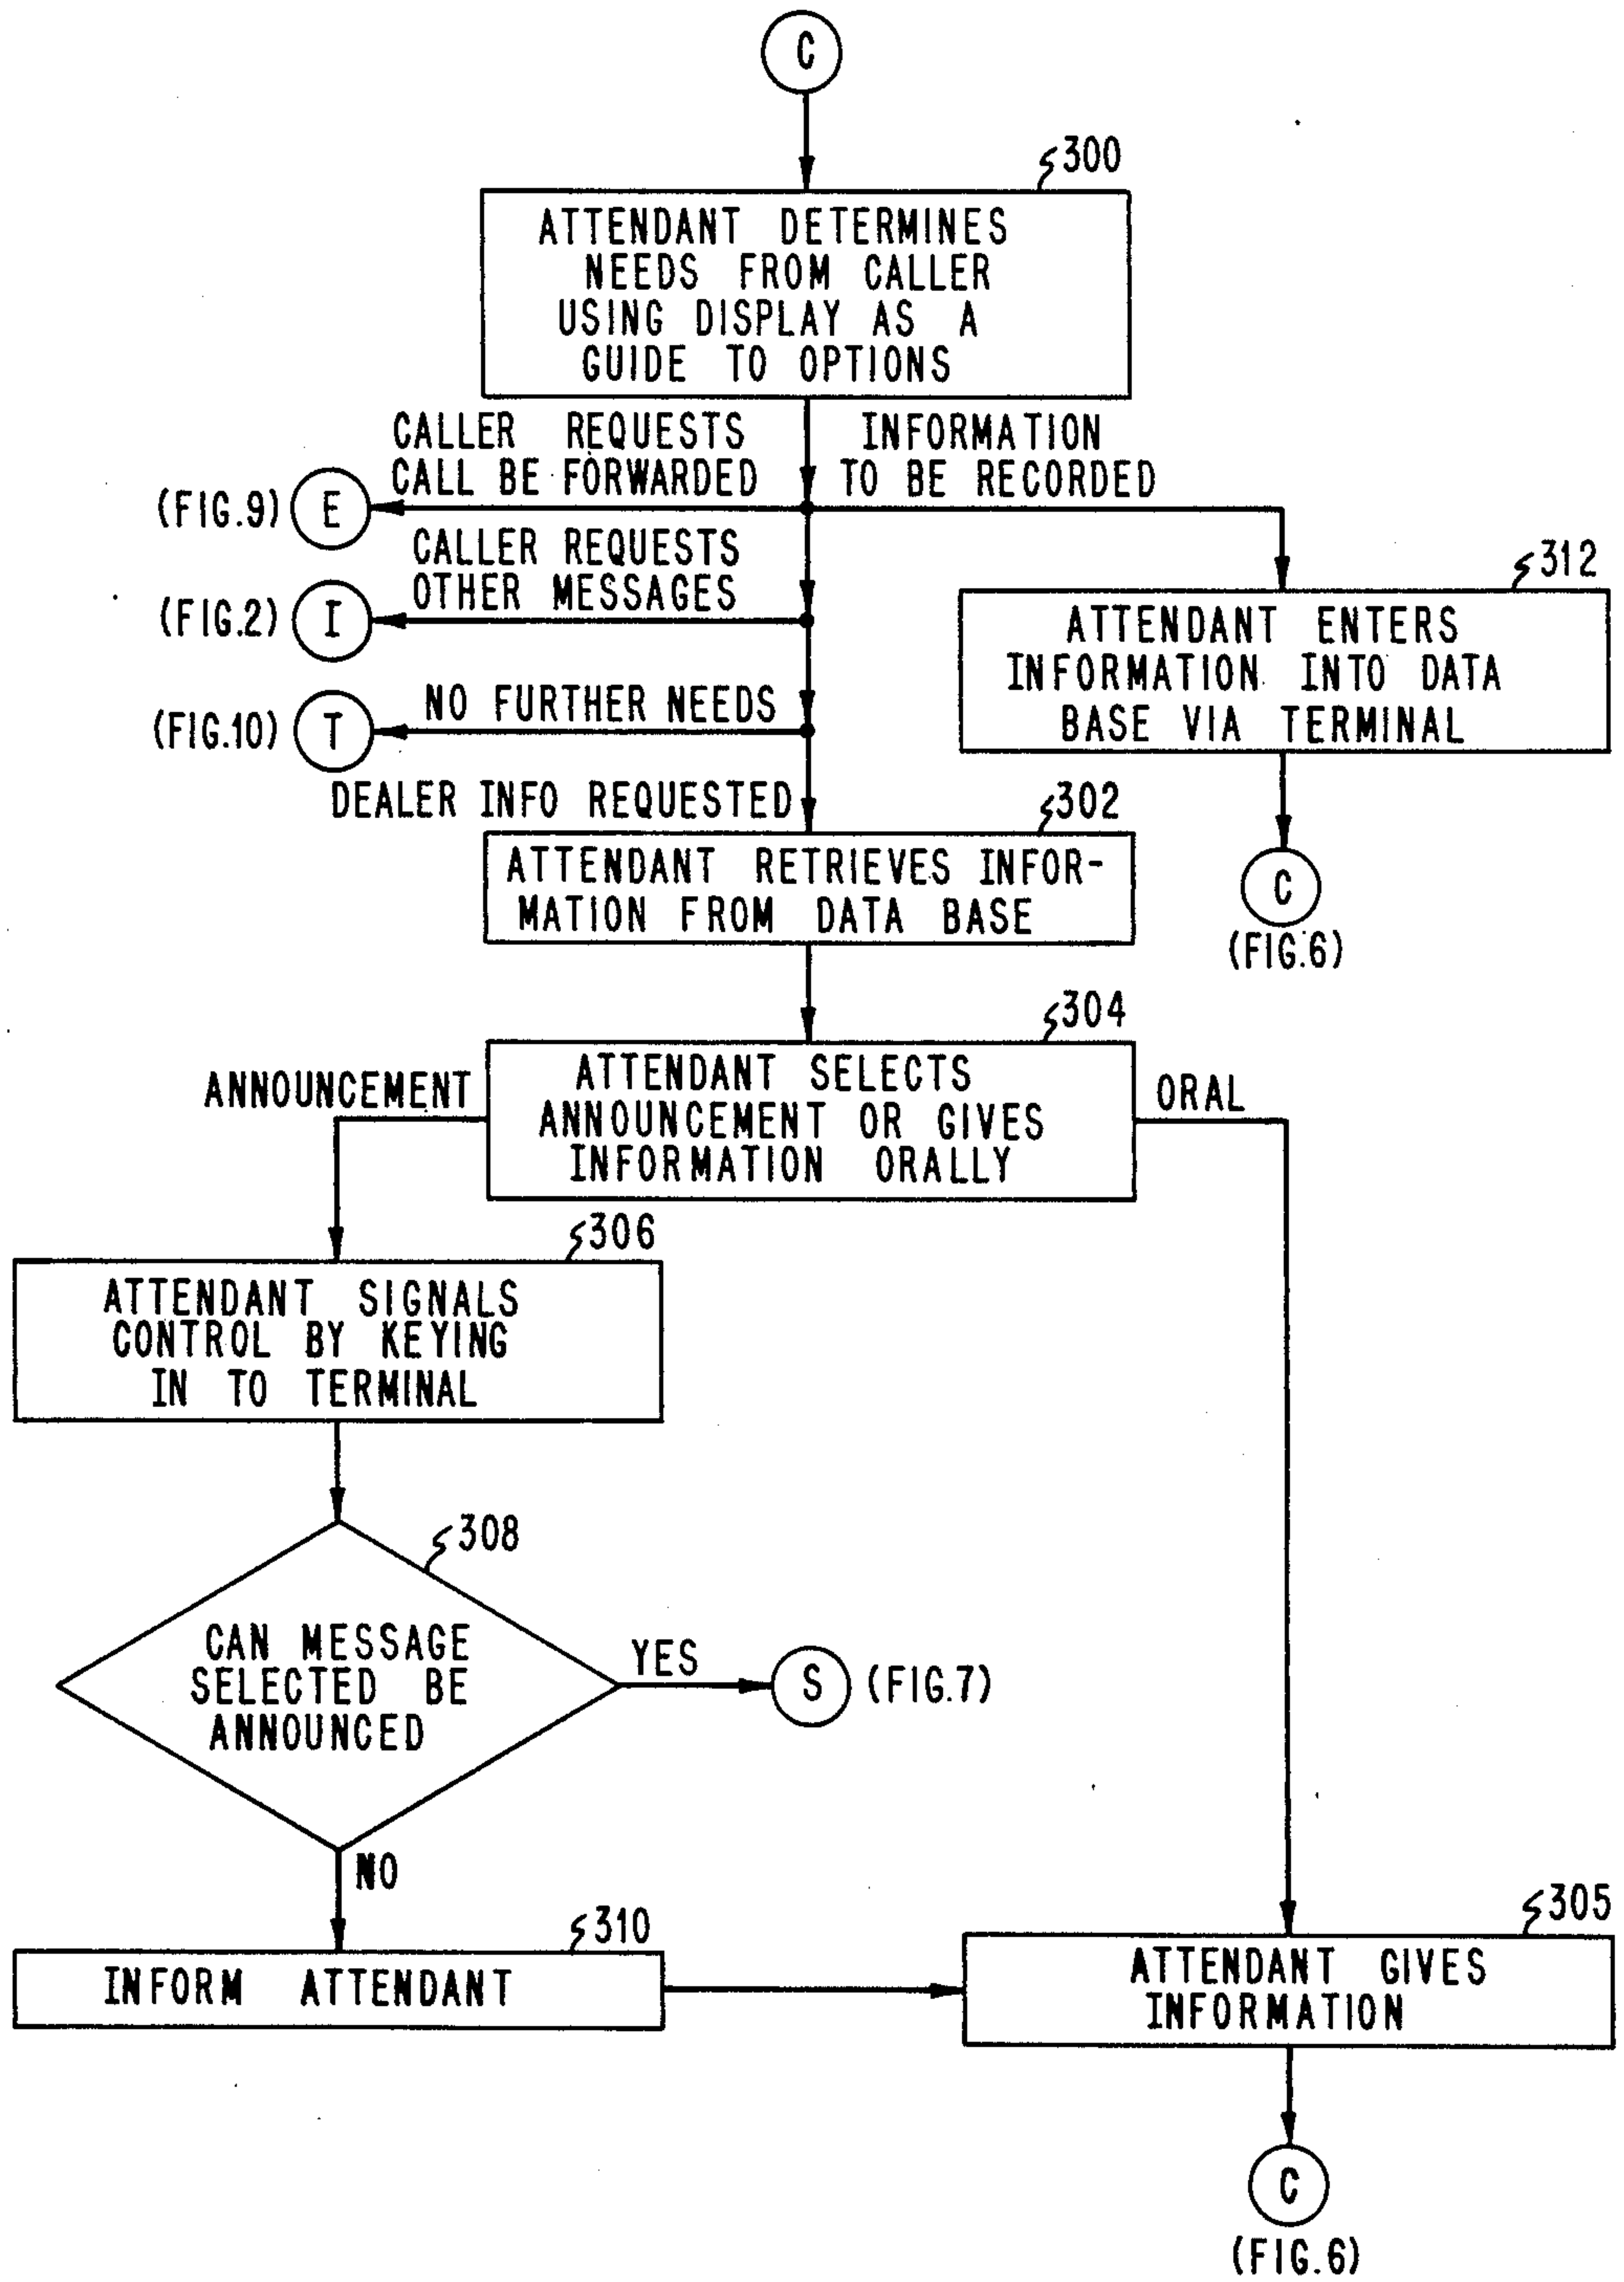 C
300
ATTENDANT DETERMINES
NEEDS FROM CALLER
USING DISPLAY AS A
GUIDE TO OPTIONS
CALLER REQUESTS
CALL BE FORWARDED
INFORMATION
TO BE RECORDED
(FIG.9) E
CALLER REQUESTS
OTHER MESSAGES
(FIG.2) I
312
ATTENDANT ENTERS
INFORMATION INTO DATA
BASE VIA TERMINAL
NO FURTHER NEEDS
(FIG.10) T
DEALER INFO REQUESTED
302
ATTENDANT RETRIEVES INFOR-
MATION FROM DATA BASE
C
(FIG.6)
304
ATTENDANT SELECTS
ANNOUNCEMENT OR GIVES
INFORMATION ORALLY
ANNOUNCEMENT
ORAL
306
ATTENDANT SIGNALS
CONTROL BY KEYING
IN TO TERMINAL
308
CAN MESSAGE
SELECTED BE
ANNOUNCED
YES
S (FIG.7)
NO
310
INFORM ATTENDANT
305
ATTENDANT GIVES
INFORMATION
C
(FIG.6)